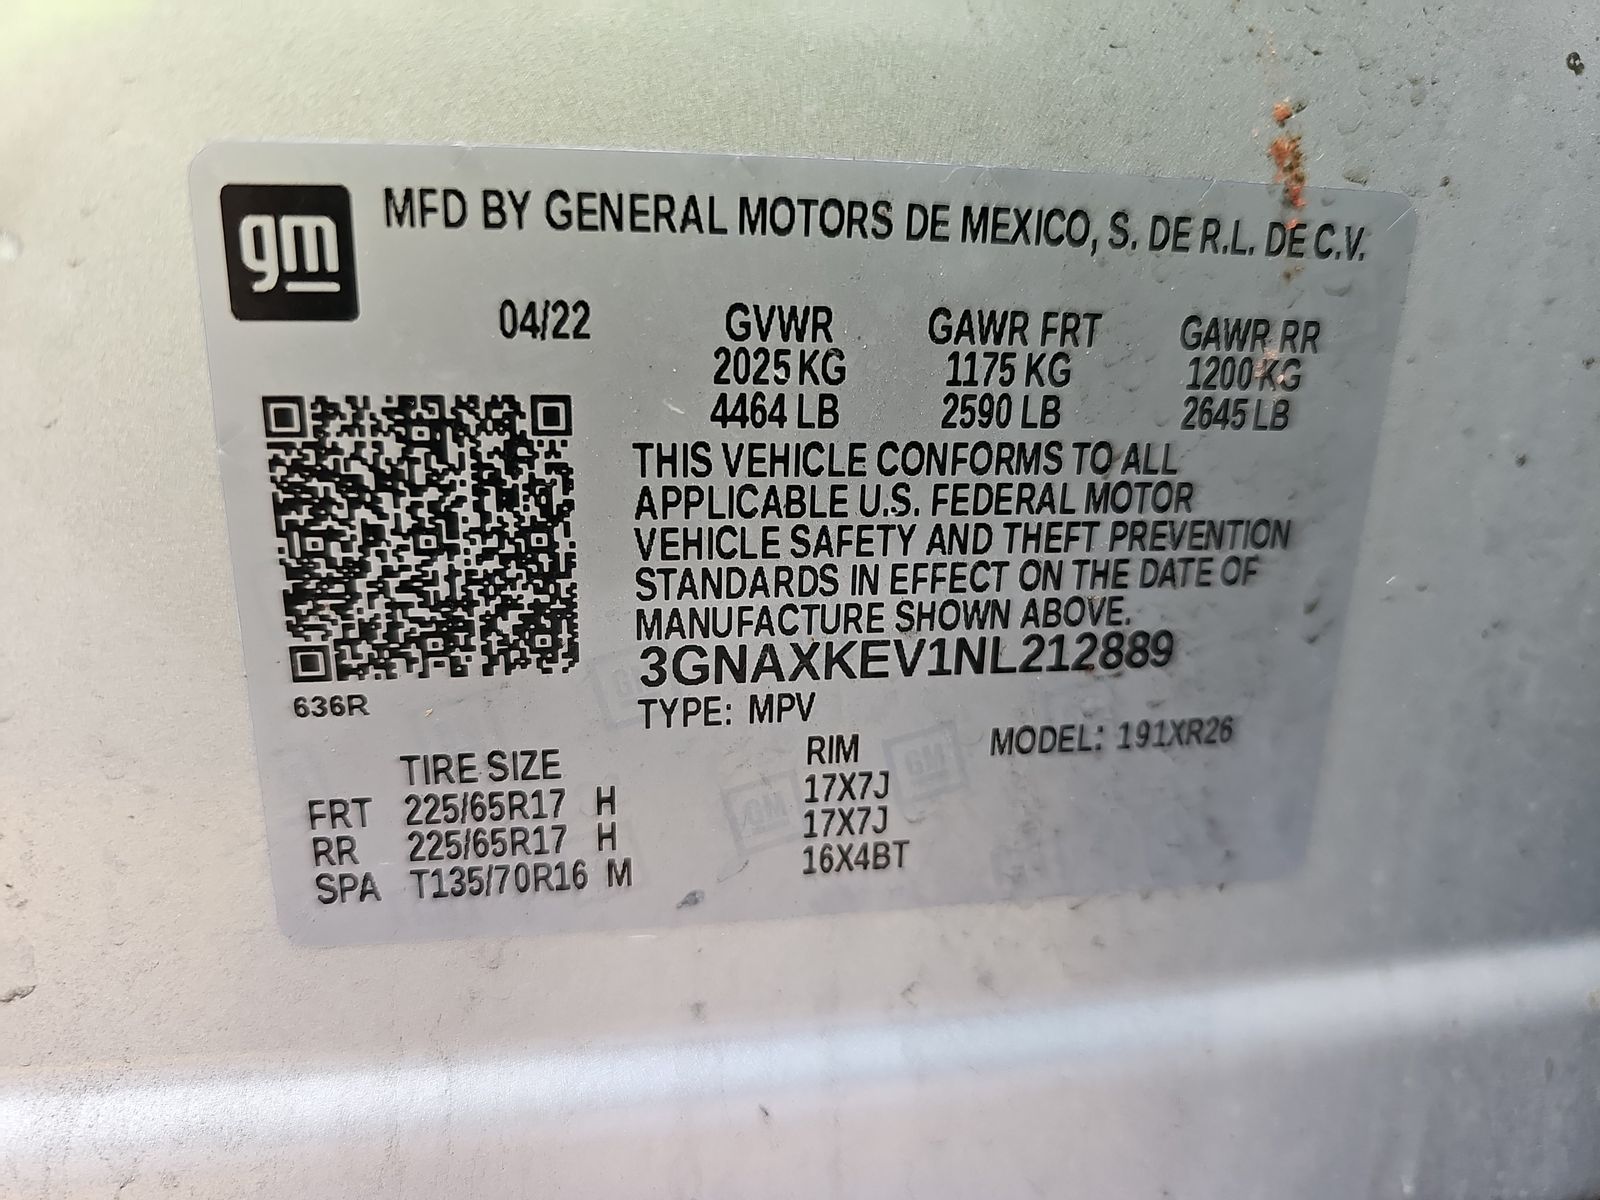 gm
MFD BY GENERAL MOTORS DE MEXICO, S. DE R.L. DE C.V.
04/22 GVWR GAWR FRT GAWR RR
2025 KG 1175 KG 1200 KG
4464 LB 2590 LB 2645 LB
THIS VEHICLE CONFORMS TO ALL
APPLICABLE U.S. FEDERAL MOTOR
VEHICLE SAFETY AND THEFT PREVENTION
STANDARDS IN EFFECT ON THE DATE OF
MANUFACTURE SHOWN ABOVE.
3GNAXKEV1NL212889
636R
TYPE: MPV
TIRE SIZE RIM MODEL: 191XR26
FRT 225/65R17 H 17X7J
RR 225/65R17 H 17X7J
SPA T135/70R16 M 16X4BT
GM
GM